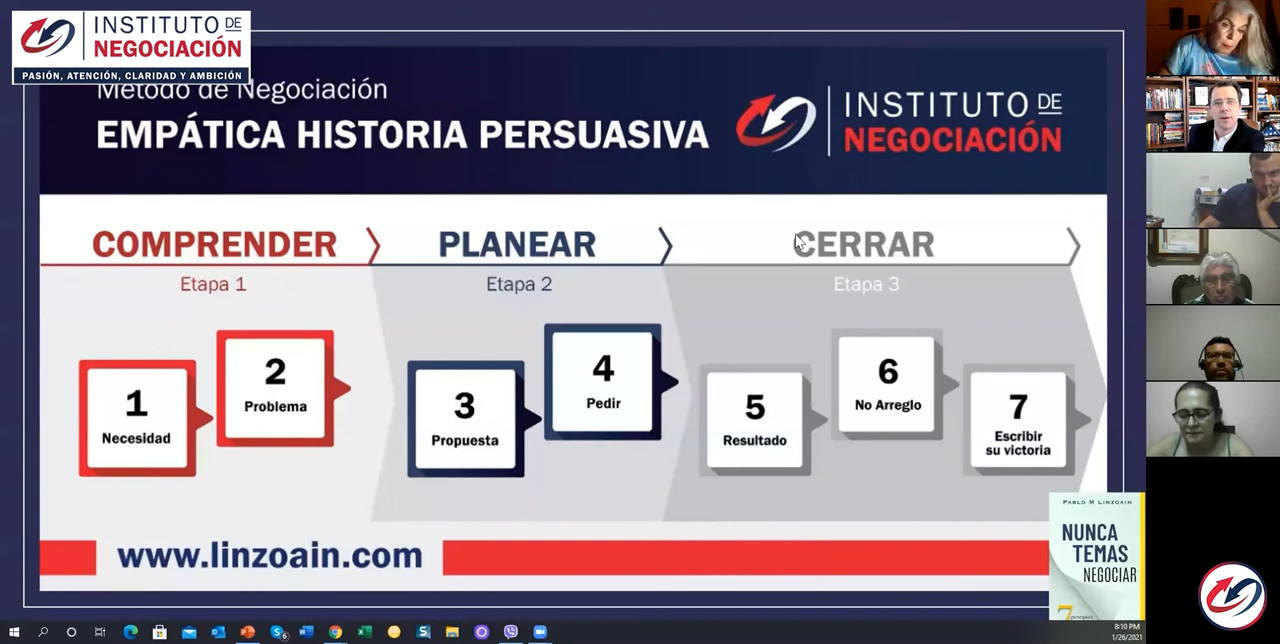 INSTITUTO DE
NEGOCIACIÓN
PASIÓN, ATENCIÓN, CLARIDAD Y AMBICIÓN
Método de Negociación
EMPÁTICA HISTORIA PERSUASIVA
INSTITUTO DE
NEGOCIACIÓN
COMPRENDER
PLANEAR
CERRAR
Etapa 1
Etapa 2
Etapa 3
1
Necesidad
2
Problema
3
Propuesta
4
Pedir
5
Resultado
6
No Arreglo
7
Escribir
su victoria
www.linzoain.com
PABLO M LINZOAIN
NUNCA
TEMAS
NEGOCIAR
7 principios
8:10 PM
1/26/2021